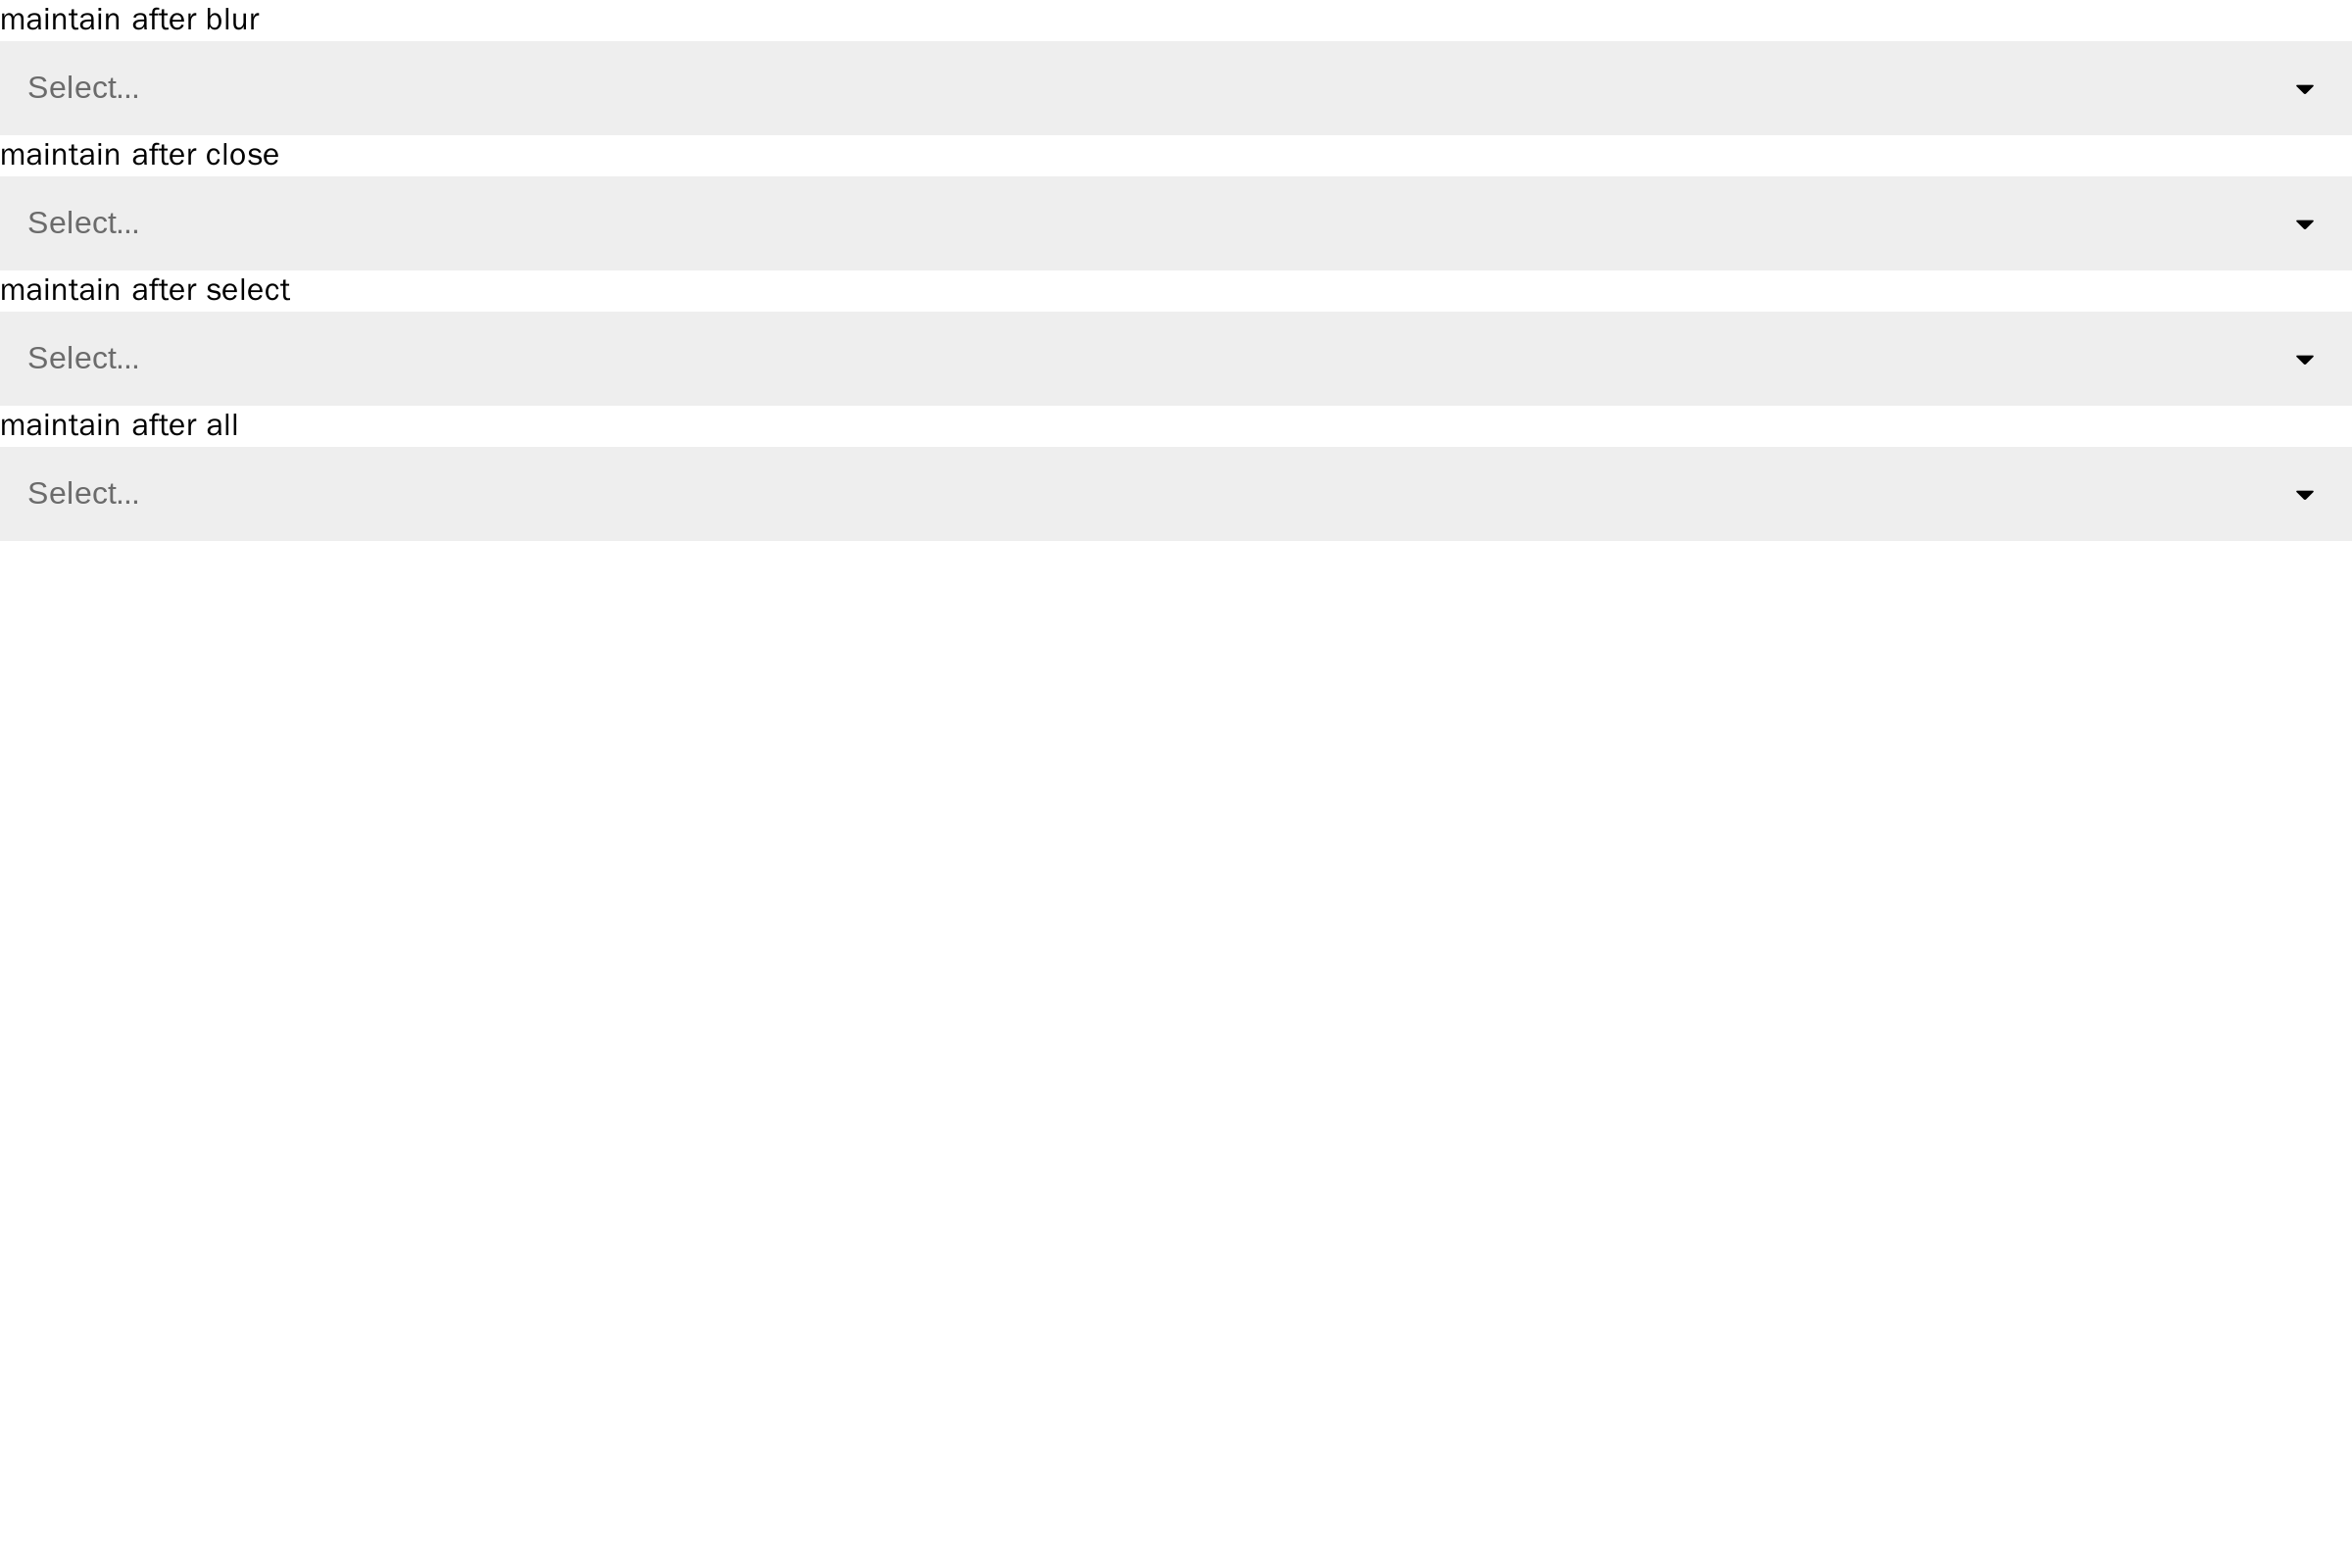 maintain after blur
Select...
maintain after close
Select...
maintain after select
Select...
maintain after all
Select...